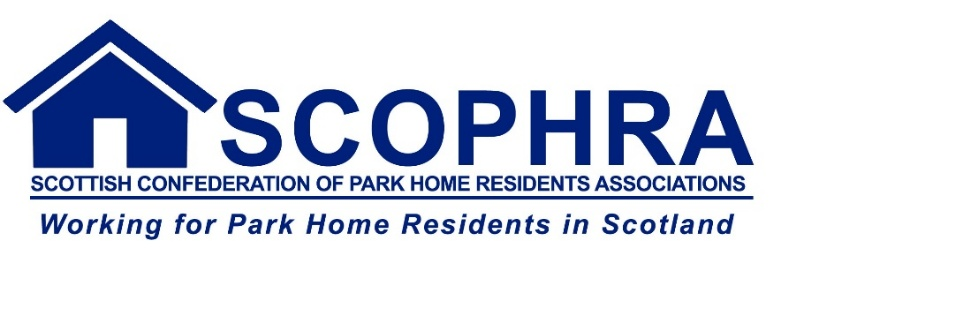 SCOPHRA
SCOTTISH CONFEDERATION OF PARK HOME RESIDENTS ASSOCIATIONS
Working for Park Home Residents in Scotland